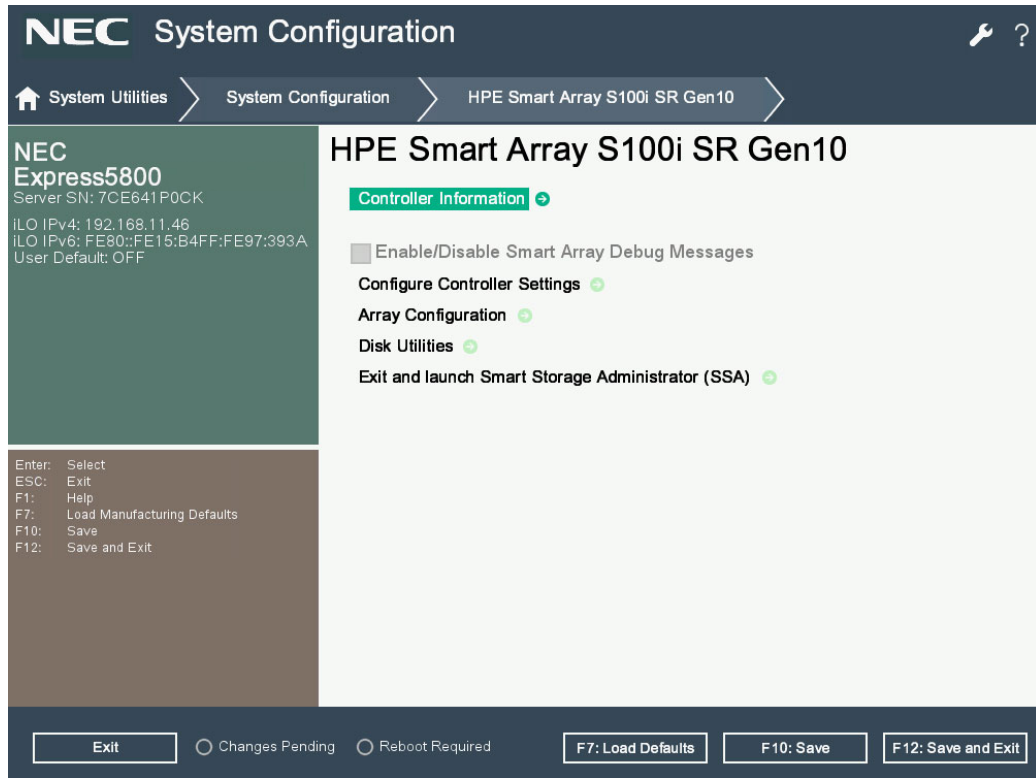 NEC System Configuration
?
System Utilities
System Configuration
HPE Smart Array S100i SR Gen10
NEC
Express5800
Server SN: 7CE641P0CK
iLO IPv4: 192.168.11.46
iLO IPv6: FE80::FE15:B4FF:FE97:393A
User Default: OFF
HPE Smart Array S100i SR Gen10
Controller Information
Enable/Disable Smart Array Debug Messages
Configure Controller Settings
Array Configuration
Disk Utilities
Exit and launch Smart Storage Administrator (SSA)
Enter: Select
ESC: Exit
F1: Help
F7: Load Manufacturing Defaults
F10: Save
F12: Save and Exit
Exit
Changes Pending
Reboot Required
F7: Load Defaults
F10: Save
F12: Save and Exit